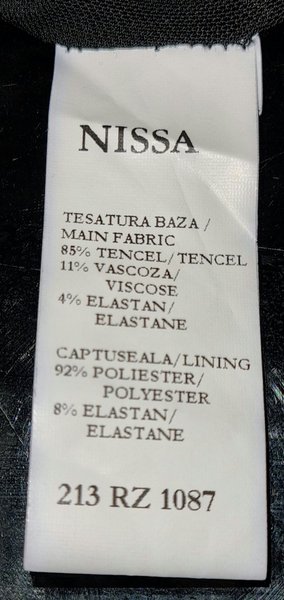 NISSA
TESATURA BAZA /
MAIN FABRIC
85% TENCEL/TENCEL
11% VASCOZA/
VISCOSE
4% ELASTAN/
ELASTANE
CAPTUSEALA/LINING
92% POLIESTER/
POLYESTER
8% ELASTAN/
ELASTANE
213 RZ 1087